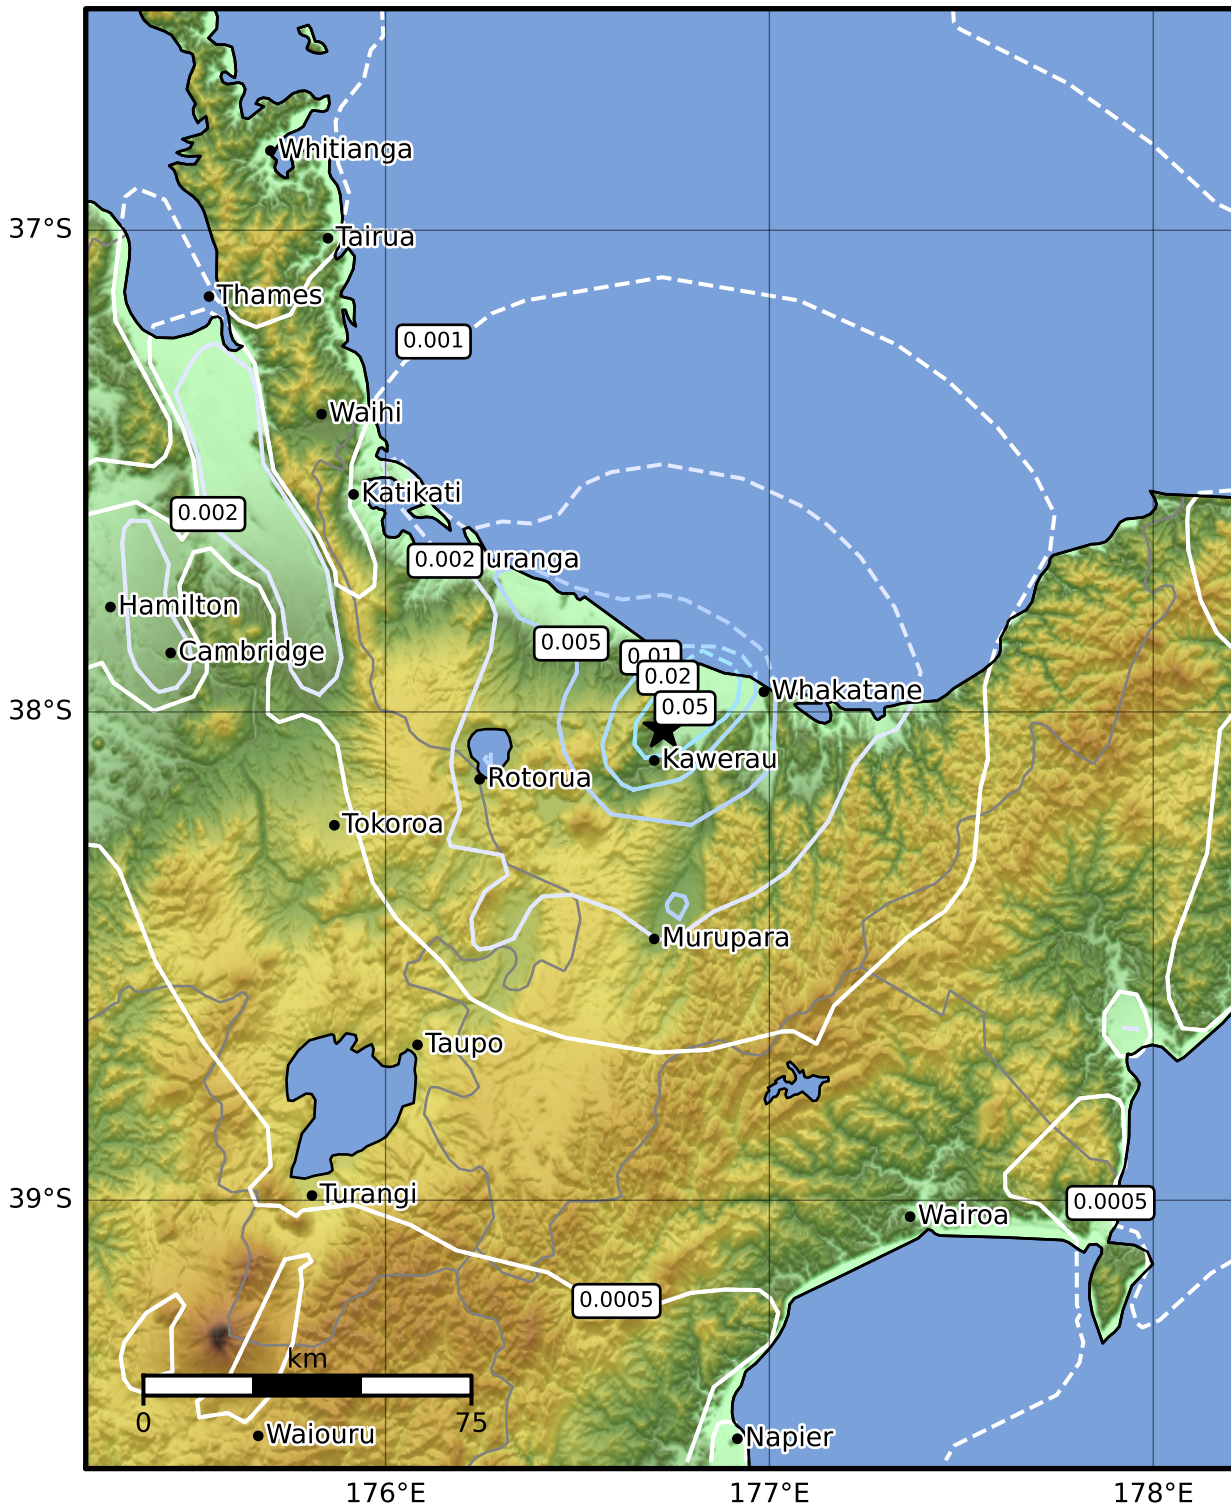 Whitianga
37°S
Tairua
Thames
0.001
Waihi
Katikati
0.002
0.002
uranga
Hamilton
0.005
Cambridge
0.01
0.02
Whakatane
0.05
38°S
Kawerau
Rotorua
Tokoroa
Murupara
Taupo
Turangi
39°S
0.0005
Wairoa
0.0005
km
0
75
Waiouru
Napier
176°E
177°E
178°E